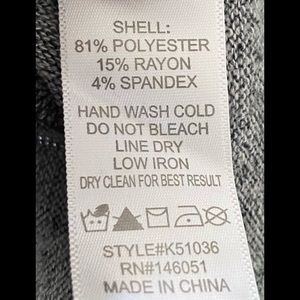 SHELL:
81% POLYESTER
15% RAYON
4% SPANDEX
HAND WASH COLD
DO NOT BLEACH
LINE DRY
LOW IRON
DRY CLEAN FOR BEST RESULT
STYLE#K51036
RN#146051
MADE IN CHINA